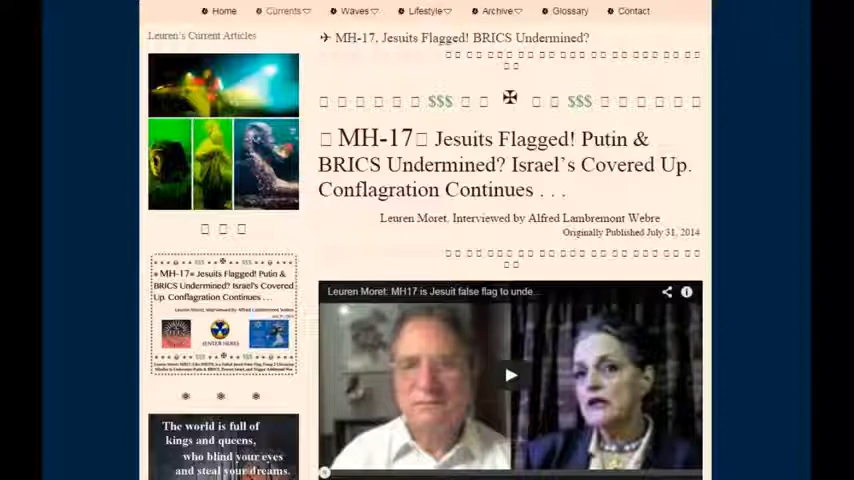 Home
Currents
Waves
Lifestyle
Archive
Glossary
Contact
Leuren's Current Articles
✈ MH-17, Jesuits Flagged! BRICS Undermined?
$$$ ✠ $$$
MH-17 Jesuits Flagged! Putin &
BRICS Undermined? Israel's Covered Up.
Conflagration Continues . . .
Leuren Moret, Interviewed by Alfred Lambremont Webre
Originally Published July 31, 2014
Leuren Moret: MH17 is Jesuit false flag to unde...
MH-17 Jesuits Flagged! Putin &
BRICS Undermined? Israel's Covered
Up. Conflagration Continues . . .
(ENTER HERE)
The world is full of
kings and queens,
who blind your eyes
and steal your dreams.